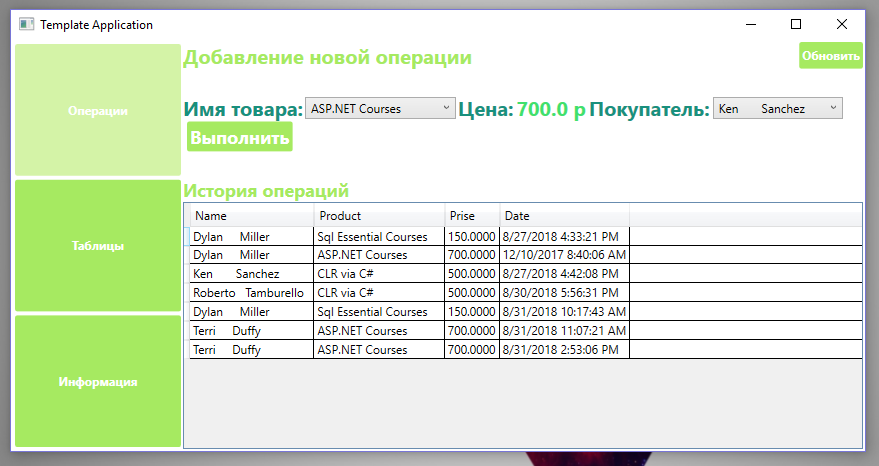 Template Application
Операции
Таблицы
Информация
Добавление новой операции
Обновить
Имя товара: ASP.NET Courses Цена: 700.0 р Покупатель: Ken Sanchez
Выполнить
История операций
Name Product Prise Date
Dylan Miller Sql Essential Courses 150.0000 8/27/2018 4:33:21 PM
Dylan Miller ASP.NET Courses 700.0000 12/10/2017 8:40:06 AM
Ken Sanchez CLR via C# 500.0000 8/27/2018 4:42:08 PM
Roberto Tamburello CLR via C# 500.0000 8/30/2018 5:56:31 PM
Dylan Miller Sql Essential Courses 150.0000 8/31/2018 10:17:43 AM
Terri Duffy ASP.NET Courses 700.0000 8/31/2018 11:07:21 AM
Terri Duffy ASP.NET Courses 700.0000 8/31/2018 2:53:06 PM